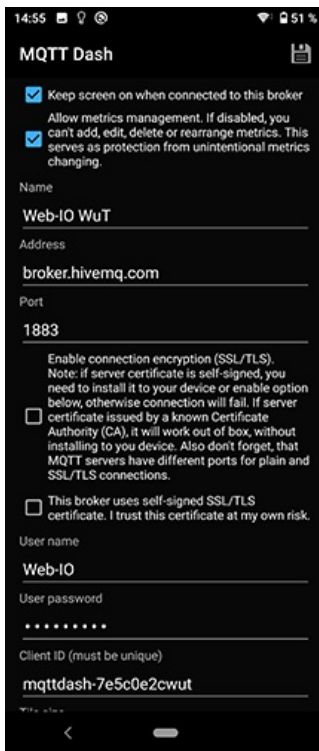 14:55 51 %
MQTT Dash
Keep screen on when connected to this broker
Allow metrics management. If disabled, you
can't add, edit, delete or rearrange metrics. This
serves as protection from unintentional metrics
changing.
Name
Web-IO WuT
Address
broker.hivemq.com
Port
1883
Enable connection encryption (SSL/TLS).
Note: if server certificate is self-signed, you
need to install it to your device or enable option
below, otherwise connection will fail. If server
certificate issued by a known Certificate
Authority (CA), it will work out of box, without
installing to you device. Also don't forget, that
MQTT servers have different ports for plain and
SSL/TLS connections.
This broker uses self-signed SSL/TLS
certificate. I trust this certificate at my own risk.
User name
Web-IO
User password
•••••••••
Client ID (must be unique)
mqttdash-7e5c0e2cwut